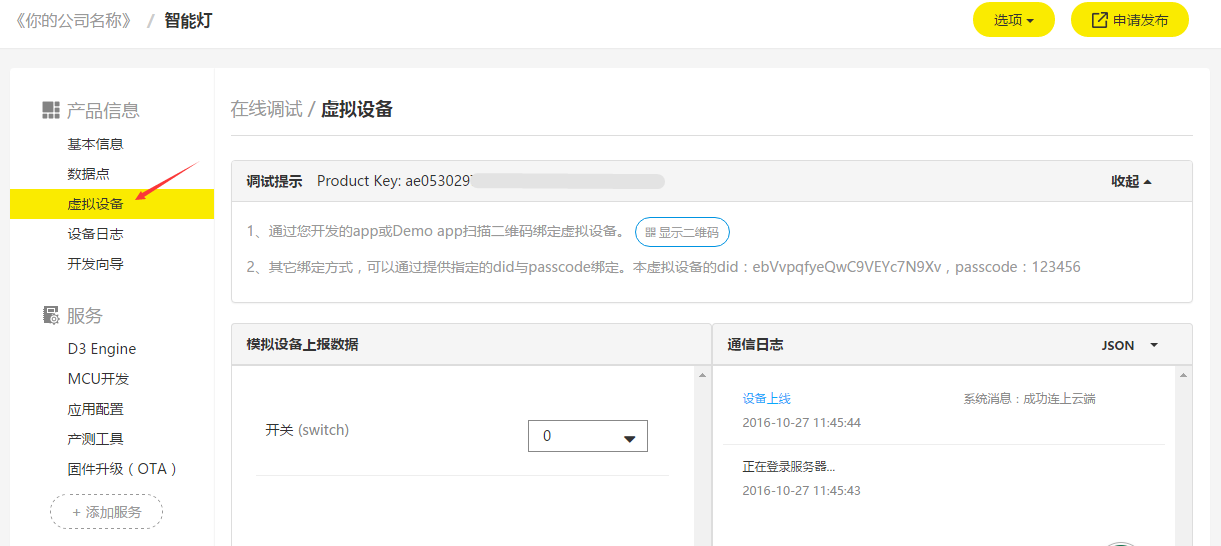 《你的公司名称》 / 智能灯
选项
申请发布
产品信息
基本信息
数据点
虚拟设备
设备日志
开发向导
服务
D3 Engine
MCU开发
应用配置
产测工具
固件升级（OTA）
+ 添加服务
在线调试 / 虚拟设备
调试提示 Product Key: ae053029
收起
1、通过您开发的app或Demo app扫描二维码绑定虚拟设备。 显示二维码
2、其它绑定方式，可以通过提供指定的did与passcode绑定。本虚拟设备的did：ebVvpqfyeQwC9VEYc7N9Xv，passcode：123456
模拟设备上报数据
开关 (switch)
0
通信日志
JSON
设备上线
系统消息：成功连上云端
2016-10-27 11:45:44
正在登录服务器...
2016-10-27 11:45:43